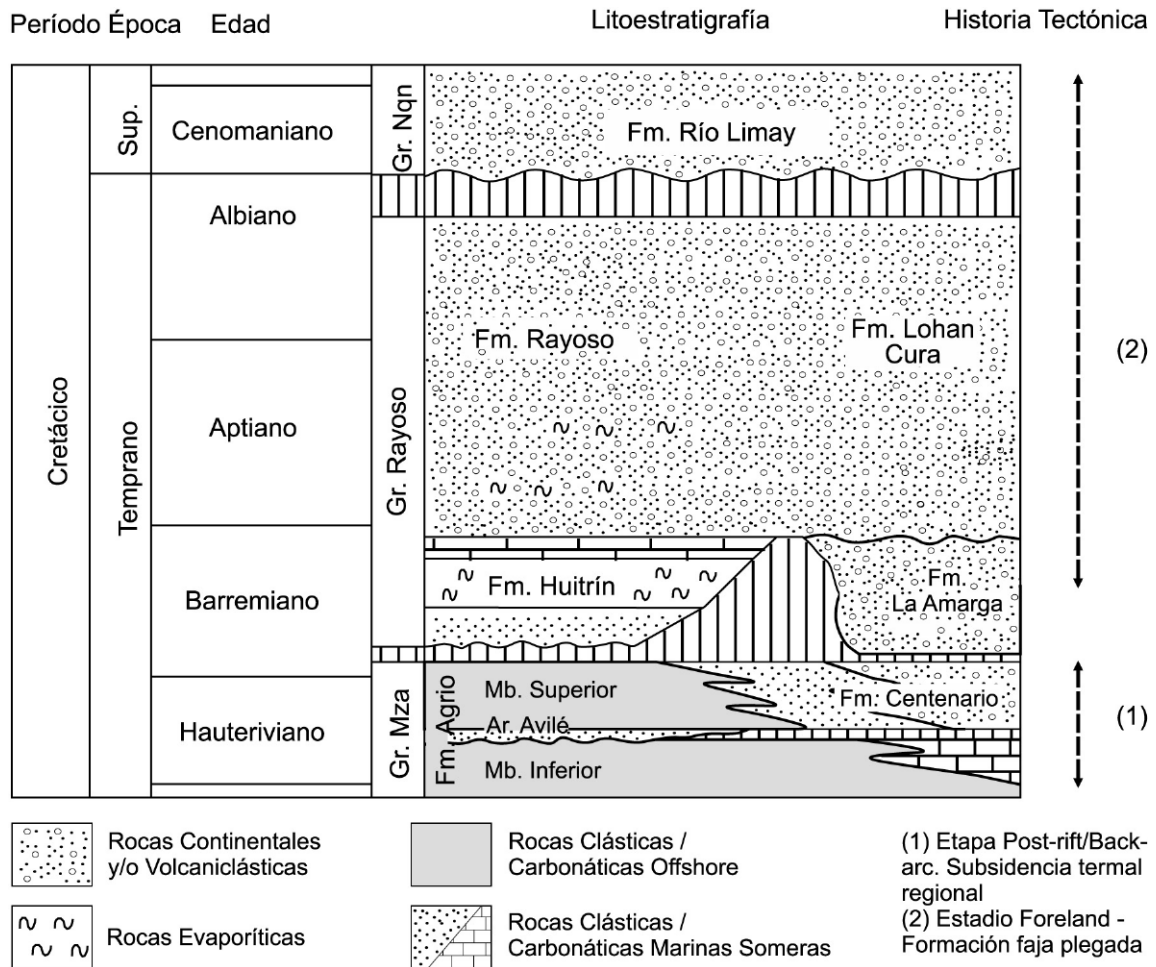 Período Época Edad Litoestratigrafía Historia Tectónica
Cretácico
Sup.
Temprano
Cenomaniano
Albiano
Aptiano
Barremiano
Hauteriviano
Gr. Nqn
Gr. Rayoso
Gr. Mza
Fm. Río Limay
Fm. Rayoso
Fm. Lohan
Cura
Fm. Huitrín
Fm.
La Amarga
Fm. Agrio
Mb. Superior
Ar. Avilé
Mb. Inferior
Fm. Centenario
(2)
(1)
Rocas Continentales
y/o Volcaniclásticas
Rocas Evaporíticas
Rocas Clásticas /
Carbonáticas Offshore
Rocas Clásticas /
Carbonáticas Marinas Someras
(1) Etapa Post-rift/Back-
arc. Subsidencia termal
regional
(2) Estadio Foreland -
Formación faja plegada